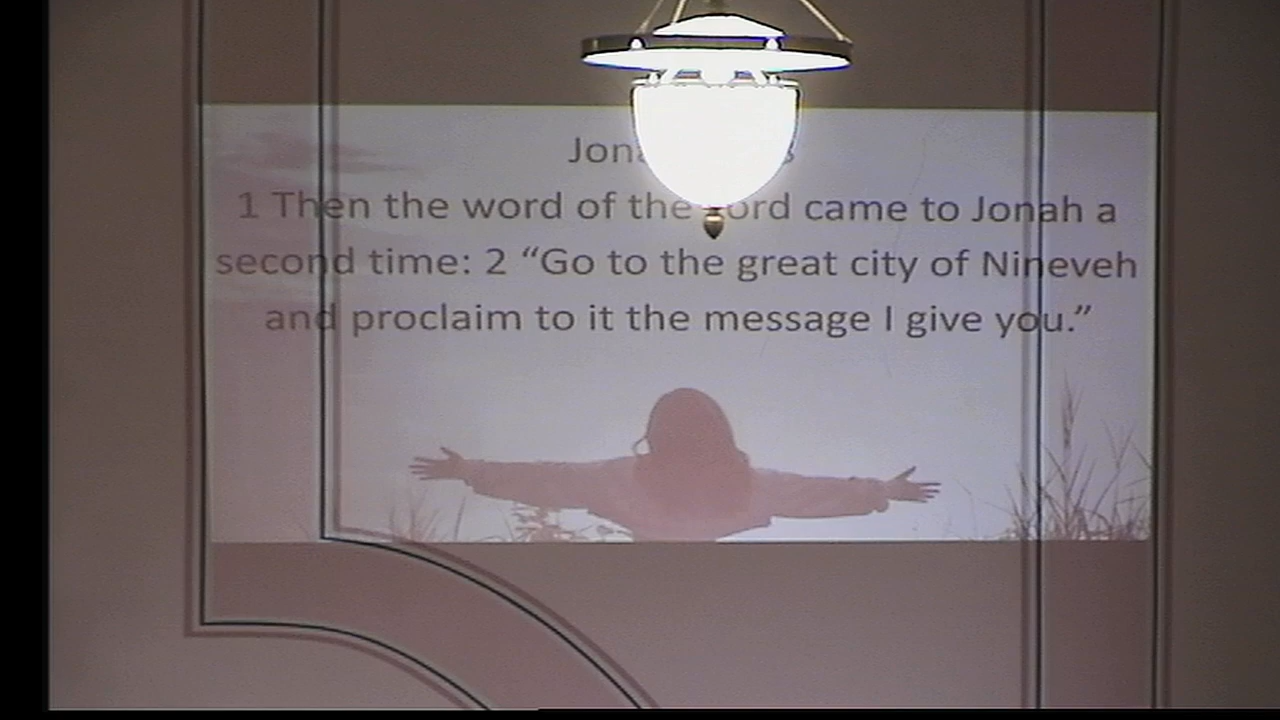 1 Then the word of the came to Jonah a
second time: 2 “Go to the great city of Nineveh
and proclaim to it the message I give you.”